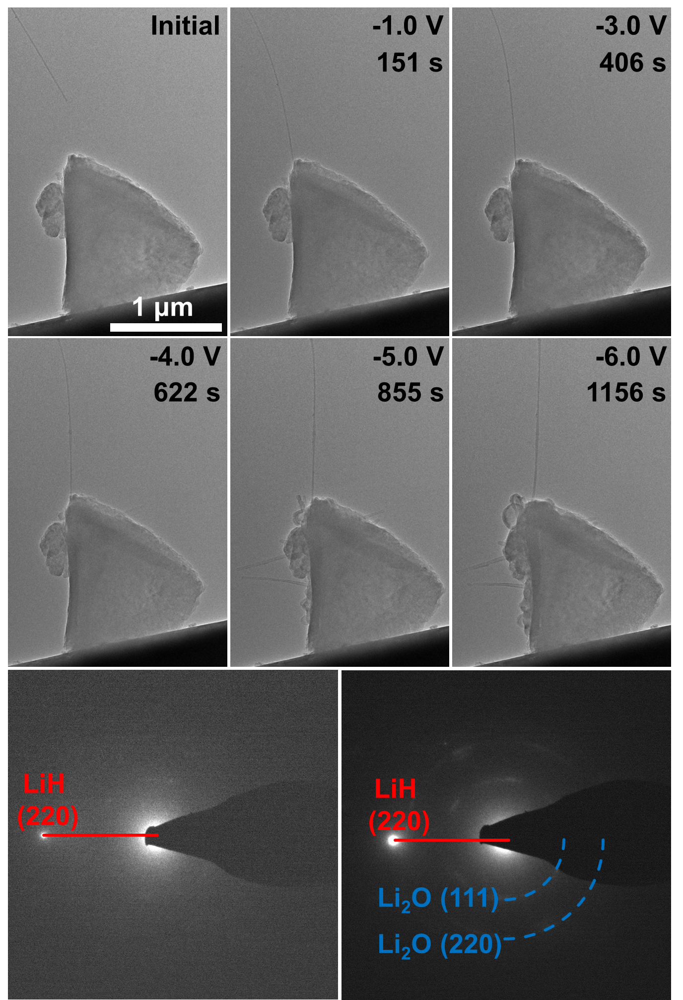 Initial
-1.0 V
151 s
-3.0 V
406 s
1 µm
-4.0 V
622 s
-5.0 V
855 s
-6.0 V
1156 s
LiH
(220)
LiH
(220)
Li₂O (111)
Li₂O (220)